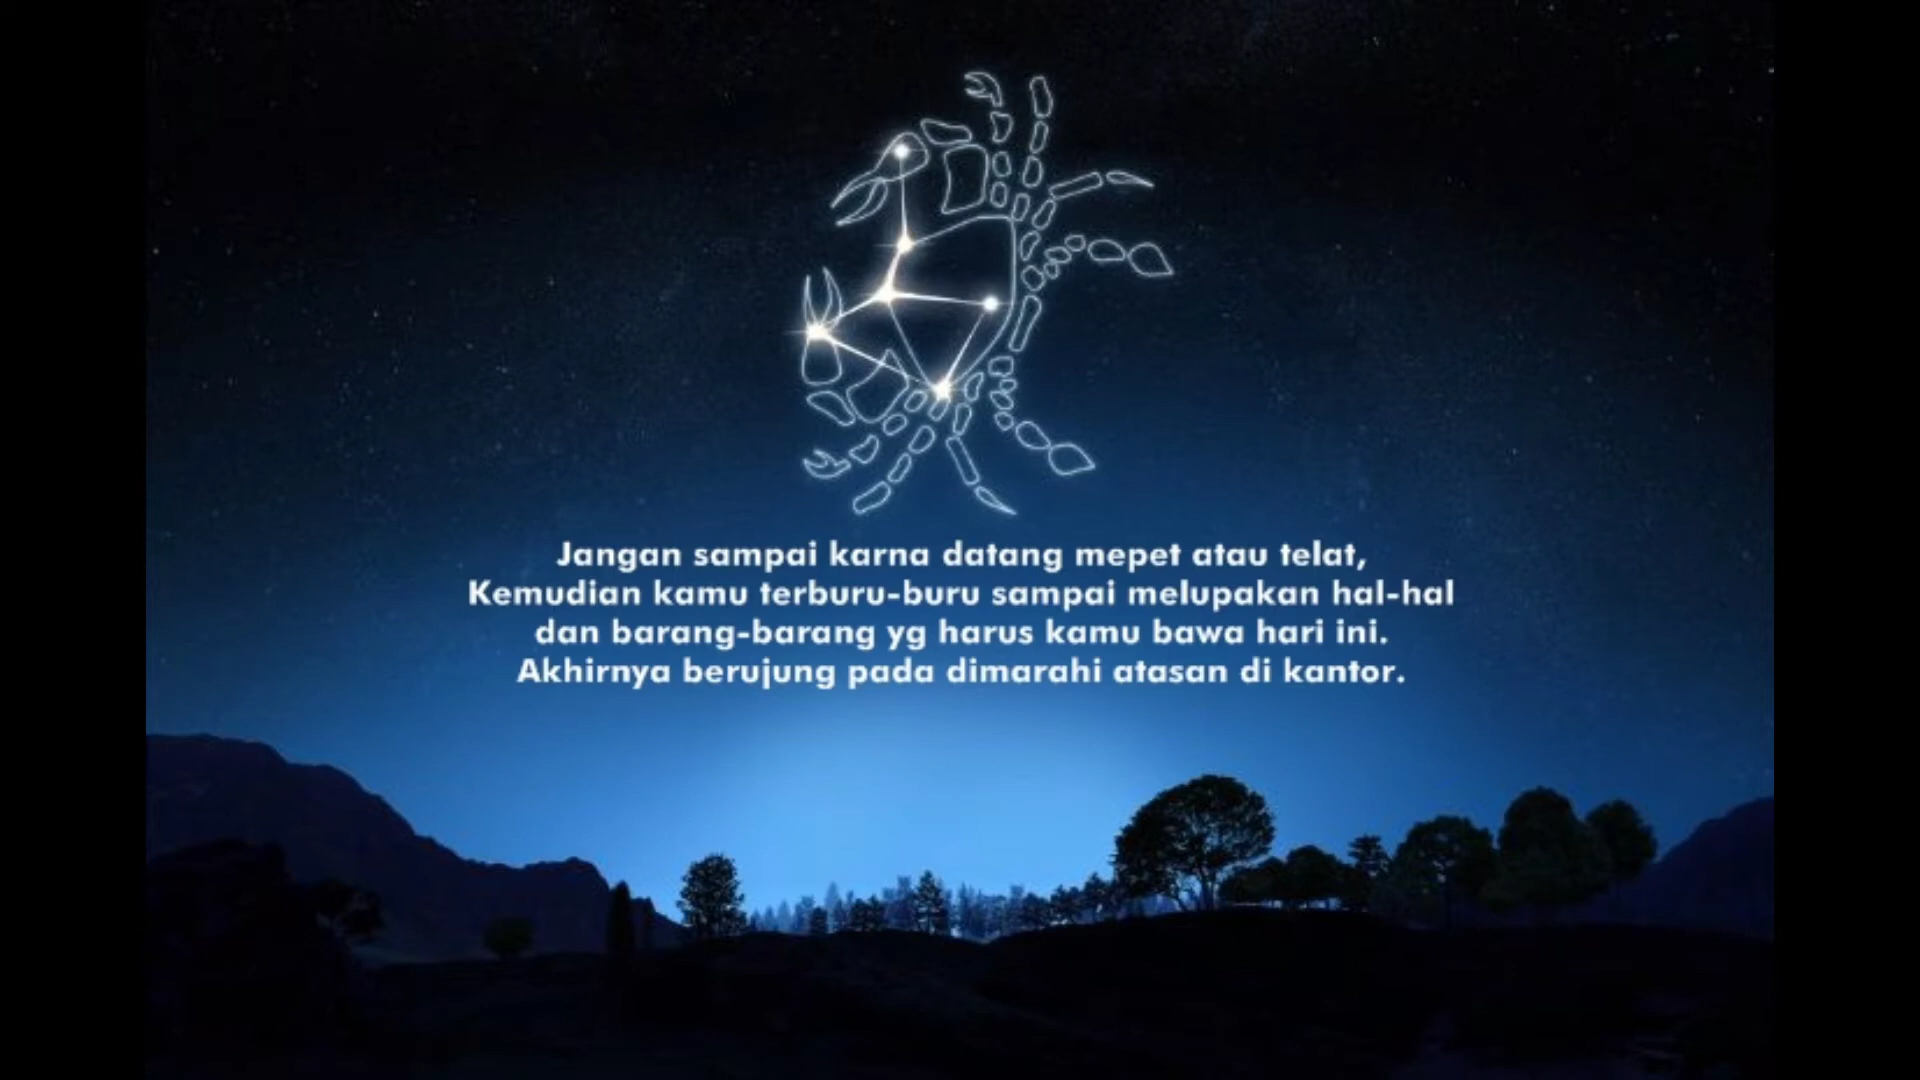 Jangan sampai karna datang mepet atau telat,
Kemudian kamu terburu-buru sampai melupakan hal-hal
dan barang-barang yg harus kamu bawa hari ini.
Akhirnya berujung pada dimarahi atasan di kantor.